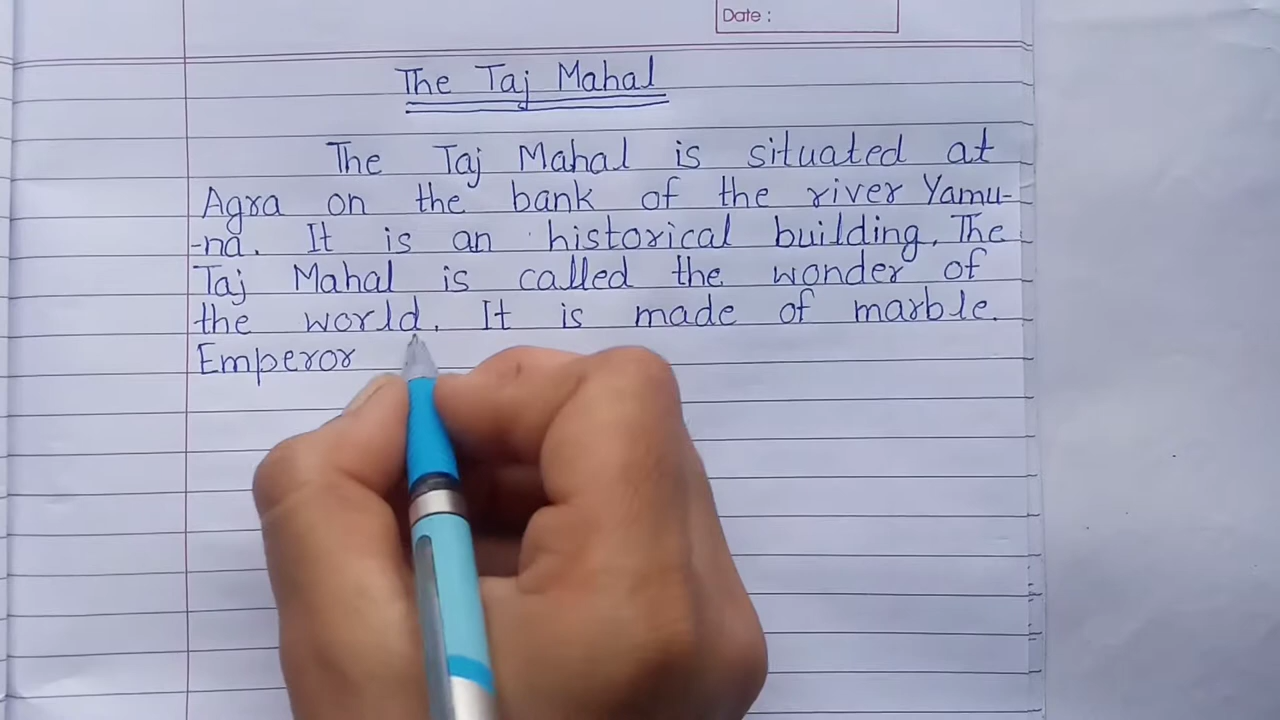 Date :
The Taj Mahal
The Taj Mahal is situated at
Agra on the bank of the river Yamu-
-na. It is an historical building. The
Taj Mahal is called the wonder of
the world. It is made of marble.
Emperor